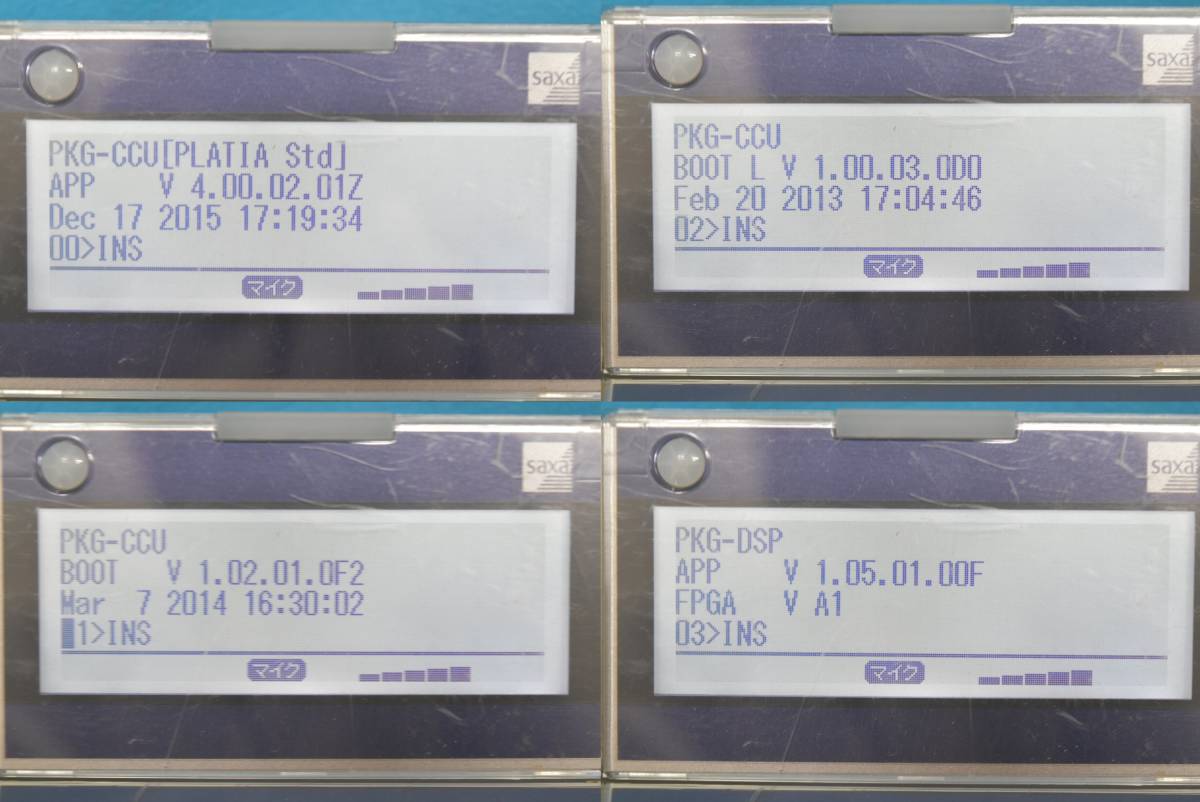 saxa
PKG-CCU[PLATIA Std]
APP V 4.00.02.01Z
Dec 17 2015 17:19:34
00>INS
マイク
saxa
PKG-CCU
BOOT L V 1.00.03.0D0
Feb 20 2013 17:04:46
02>INS
マイク
saxa
PKG-CCU
BOOT V 1.02.01.0F2
Mar 7 2014 16:30:02
1>INS
マイク
saxa
PKG-DSP
APP V 1.05.01.00F
FPGA V A1
03>INS
マイク